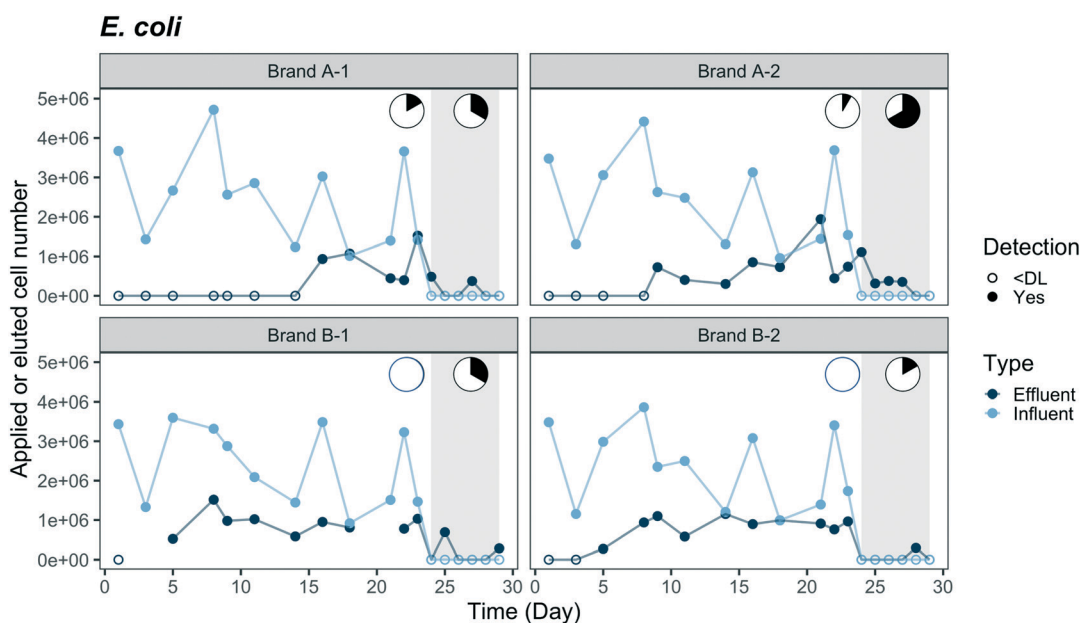 E. coli
Brand A-1
Brand A-2
5e+06
4e+06
3e+06
2e+06
1e+06
0e+00
Brand B-1
Brand B-2
5e+06
4e+06
3e+06
2e+06
1e+06
0e+00
0 5 10 15 20 25 30
0 5 10 15 20 25 30
Time (Day)
Applied or eluted cell number
Detection
<DL
Yes
Type
Effluent
Influent